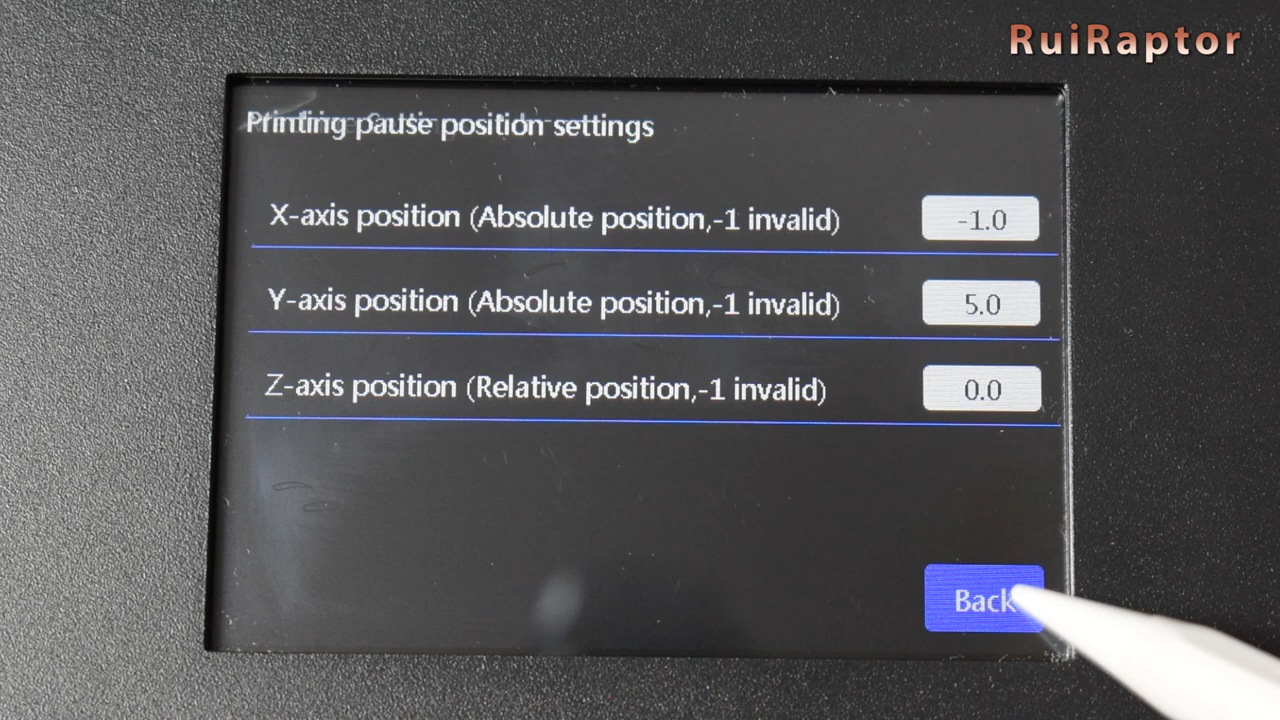 RuiRaptor
Printing pause position settings
X-axis position (Absolute position,-1 invalid)
-1.0
Y-axis position (Absolute position,-1 invalid)
5.0
Z-axis position (Relative position,-1 invalid)
0.0
Back